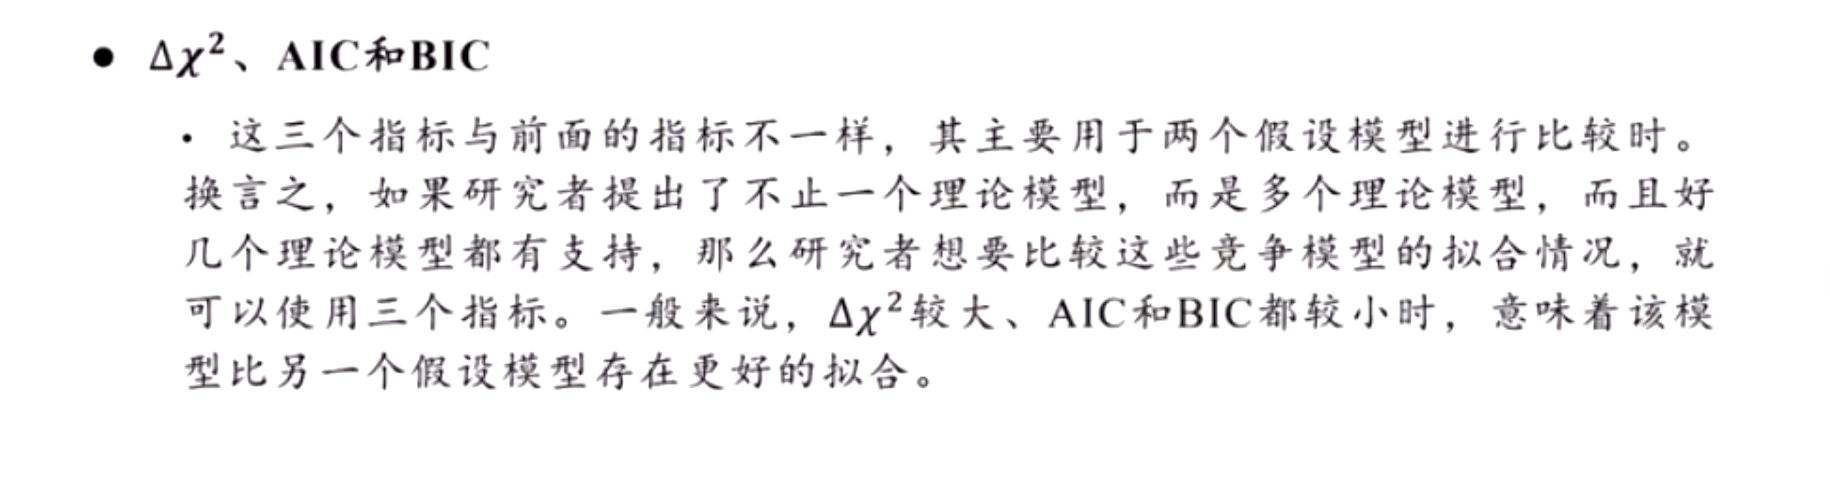 ● Δχ²、AIC和BIC
· 这三个指标与前面的指标不一样，其主要用于两个假设模型进行比较时。
换言之，如果研究者提出了不止一个理论模型，而是多个理论模型，而且好
几个理论模型都有支持，那么研究者想要比较这些竞争模型的拟合情况，就
可以使用三个指标。一般来说，Δχ²较大、AIC和BIC都较小时，意味着该模
型比另一个假设模型存在更好的拟合。